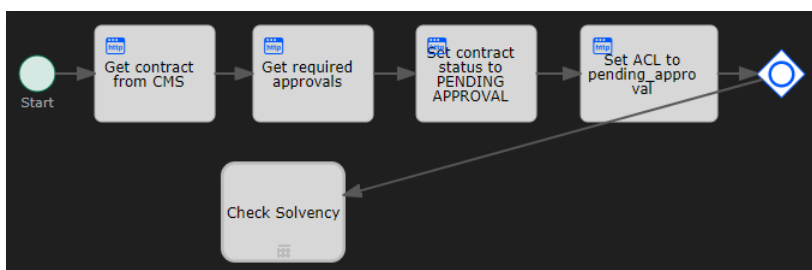 http
Get contract
from CMS
http
Get required
approvals
http
Set contract
status to
PENDING
APPROVAL
http
Set ACL to
pending_appro
val
Start
Check Solvency